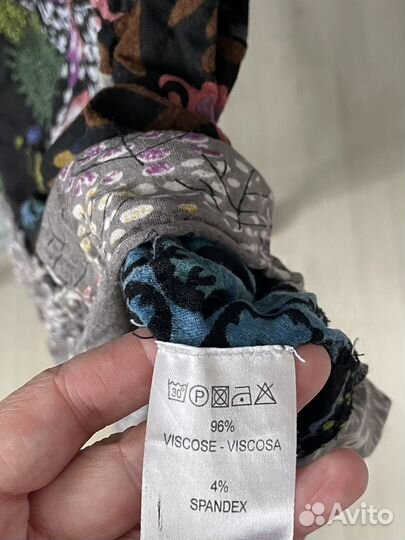 30° P
96%
VISCOSE - VISCOSA
4%
SPANDEX
Avito